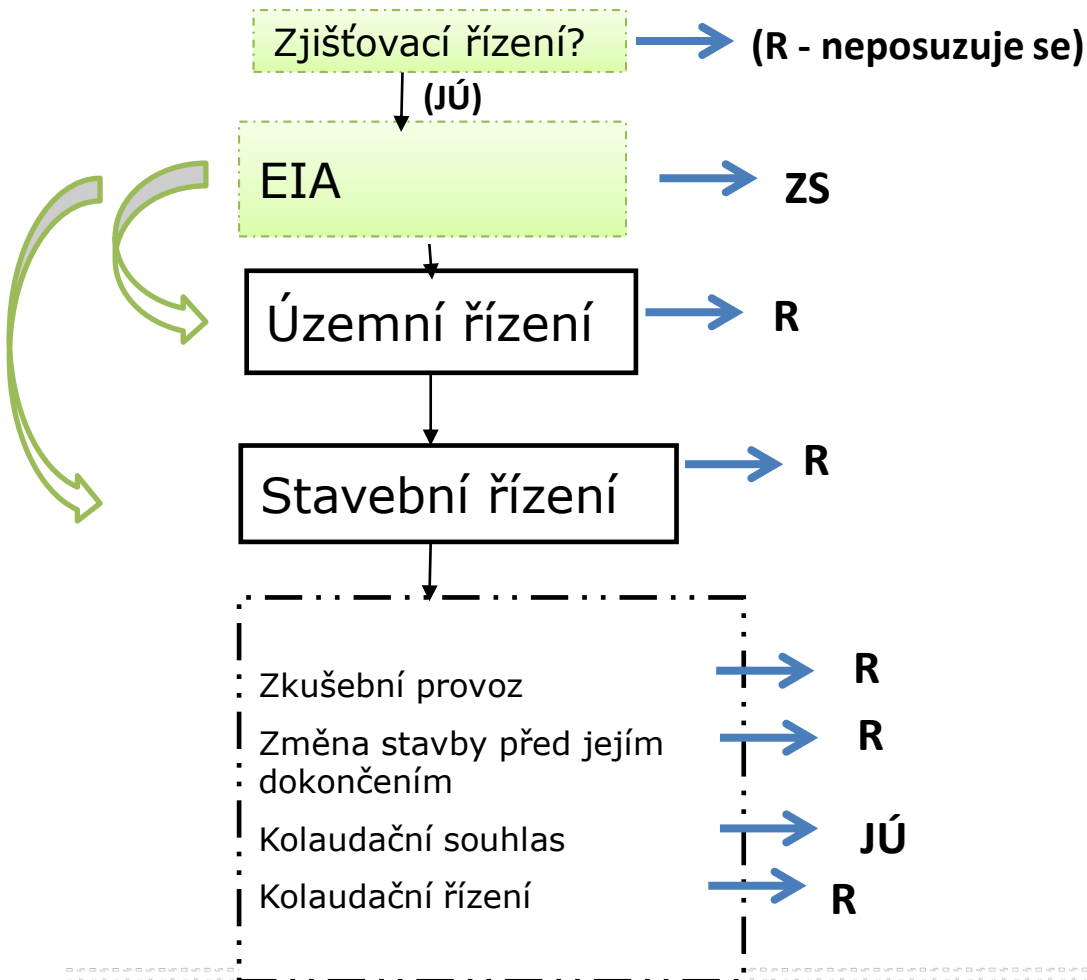 Zjišťovací řízení?
(R - neposuzuje se)
(JÚ)
EIA
ZS
Územní řízení
R
Stavební řízení
R
Zkušební provoz
R
Změna stavby před jejím
dokončením
R
Kolaudační souhlas
JÚ
Kolaudační řízení
R